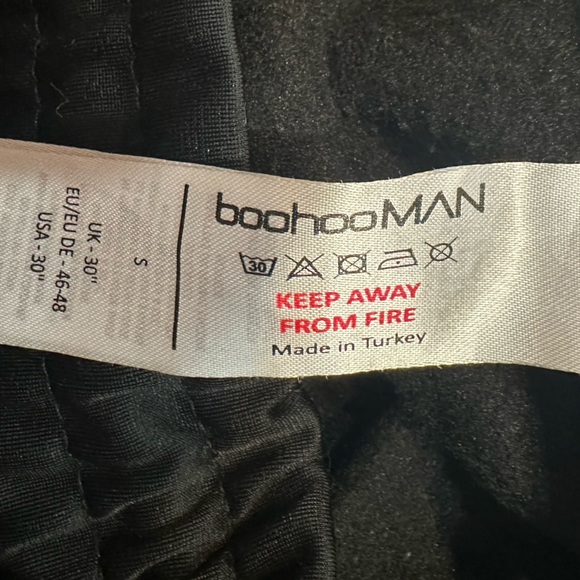 boohooMAN
30
KEEP AWAY
FROM FIRE
Made in Turkey
S
UK - 30"
EU/EU DE - 46-48
USA - 30"